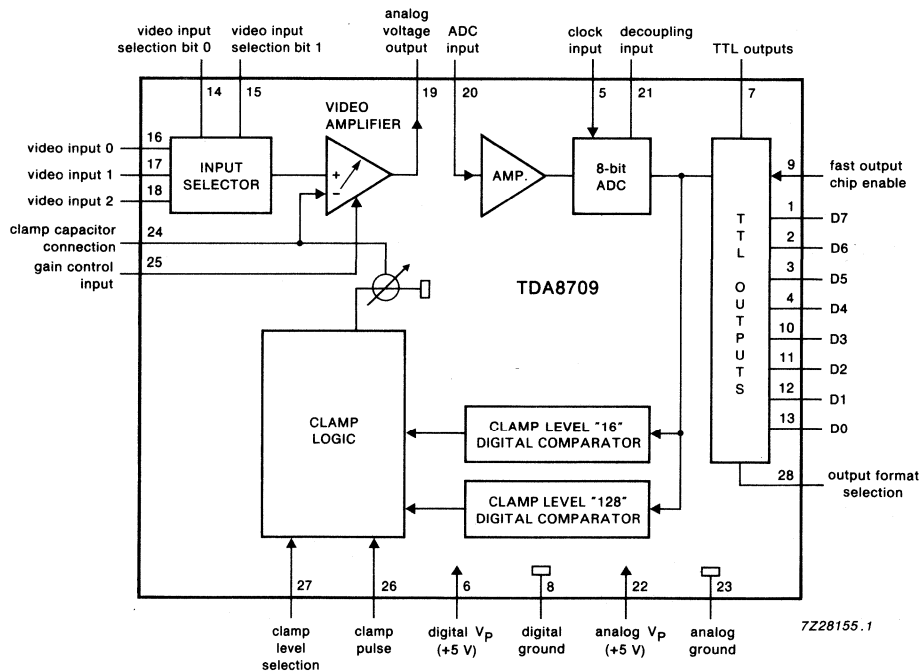 video input
selection bit 0
video input
selection bit 1
analog
voltage
output
ADC
input
clock
input
decoupling
input
TTL outputs
14
15
19
20
5
21
7
VIDEO
AMPLIFIER
video input 0
16
video input 1
17
video input 2
18
INPUT
SELECTOR
+
−
AMP.
8-bit
ADC
9
fast output
chip enable
clamp capacitor
connection
24
gain control
input
25
TDA8709
TTL OUTPUTS
1
D7
2
D6
3
D5
4
D4
10
D3
11
D2
12
D1
13
D0
28
output format
selection
CLAMP
LOGIC
CLAMP LEVEL "16"
DIGITAL COMPARATOR
CLAMP LEVEL "128"
DIGITAL COMPARATOR
27
26
6
8
22
23
clamp
level
selection
clamp
pulse
digital VP
(+5 V)
digital
ground
analog VP
(+5 V)
analog
ground
7Z28155.1